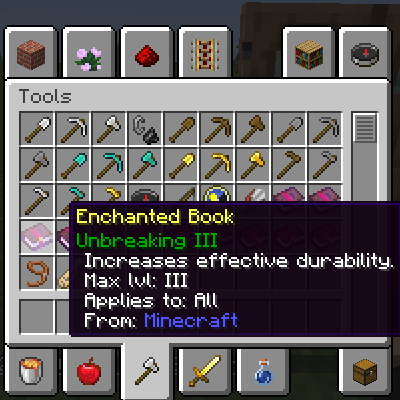 Tools
Enchanted Book
Unbreaking III
Increases effective durability.
Max lvl: III
Applies to: All
From: Minecraft